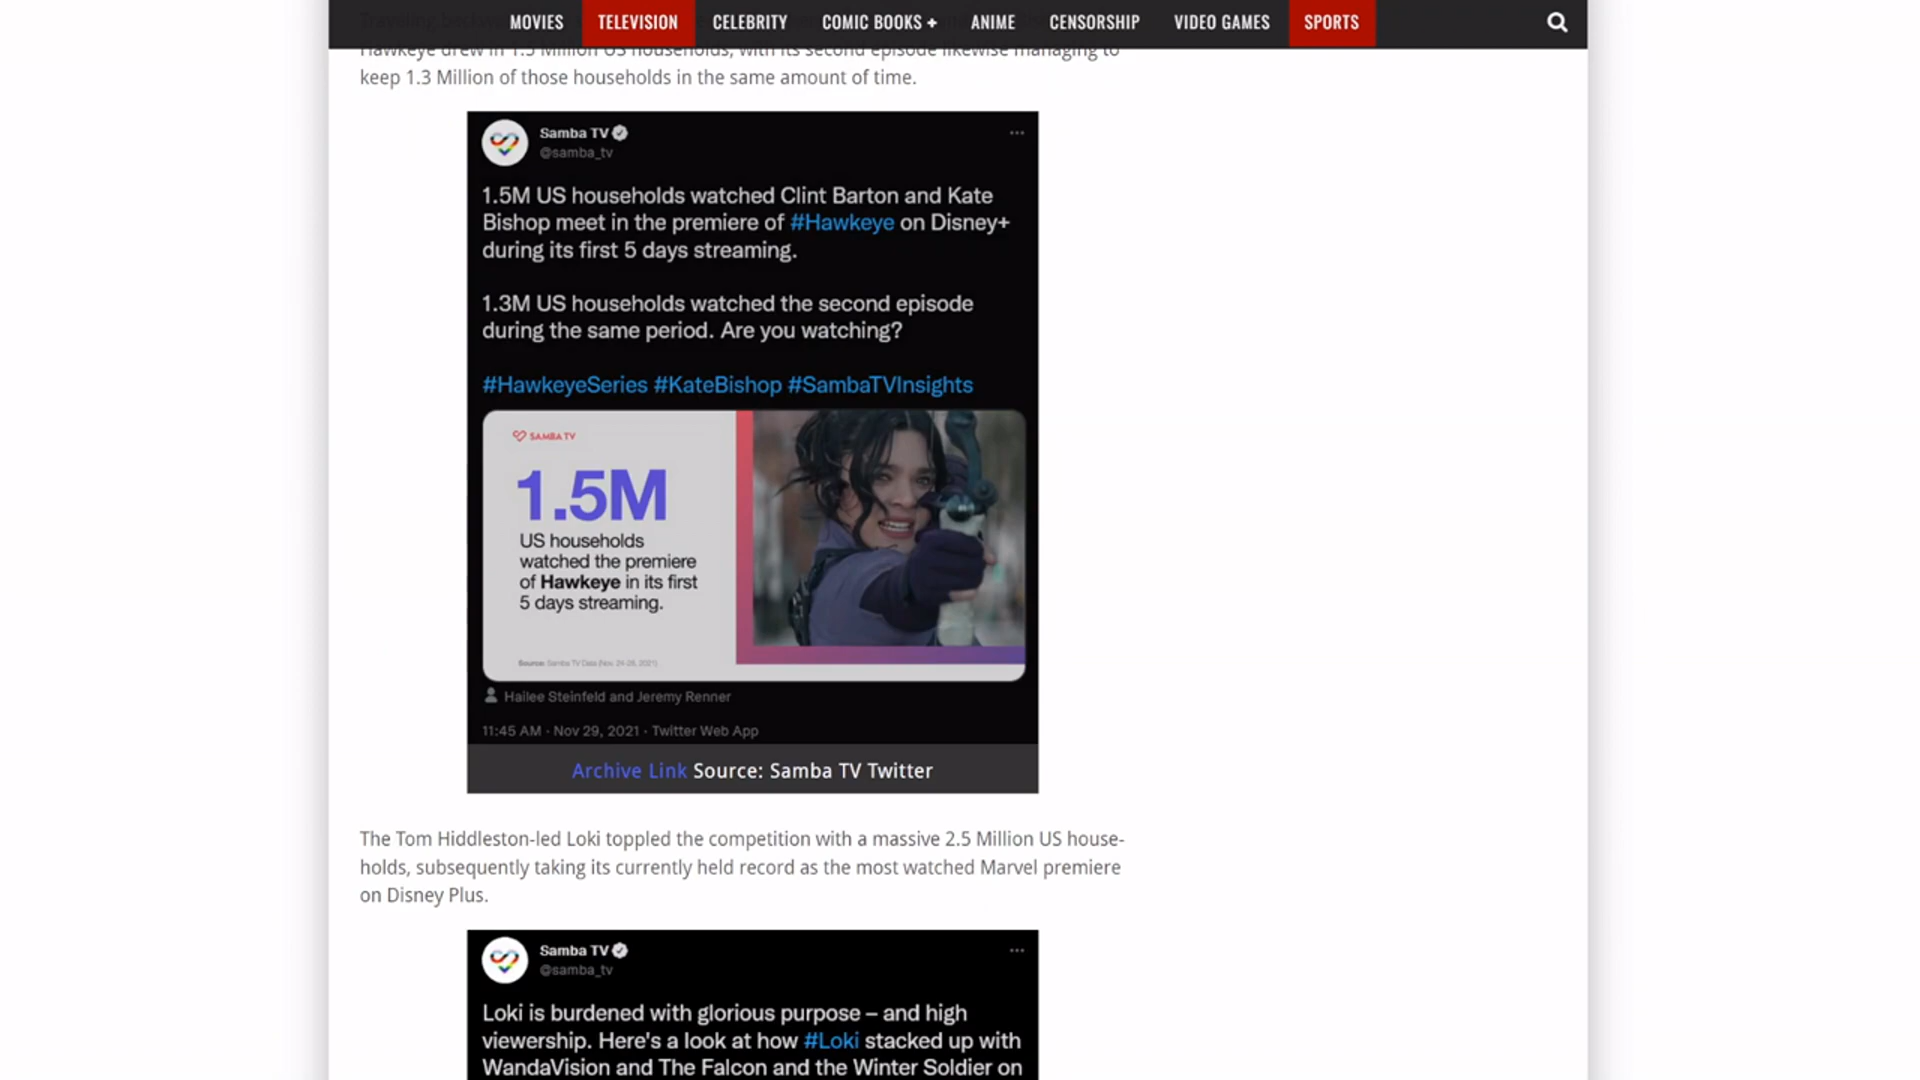 MOVIES TELEVISION CELEBRITY COMIC BOOKS + ANIME CENSORSHIP VIDEO GAMES SPORTS
Hawkeye drew in 1.5 Million US households, with its second episode likewise managing to
keep 1.3 Million of those households in the same amount of time.
Samba TV
@samba_tv
1.5M US households watched Clint Barton and Kate
Bishop meet in the premiere of #Hawkeye on Disney+
during its first 5 days streaming.
1.3M US households watched the second episode
during the same period. Are you watching?
#HawkeyeSeries #KateBishop #SambaTVInsights
SAMBA TV
1.5M
US households
watched the premiere
of Hawkeye in its first
5 days streaming.
Source: Samba TV Data (Nov. 24-28, 2021)
Hailee Steinfeld and Jeremy Renner
11:45 AM · Nov 29, 2021 · Twitter Web App
Archive Link Source: Samba TV Twitter
The Tom Hiddleston-led Loki toppled the competition with a massive 2.5 Million US house-
holds, subsequently taking its currently held record as the most watched Marvel premiere
on Disney Plus.
Samba TV
@samba_tv
Loki is burdened with glorious purpose – and high
viewership. Here's a look at how #Loki stacked up with
WandaVision and The Falcon and the Winter Soldier on